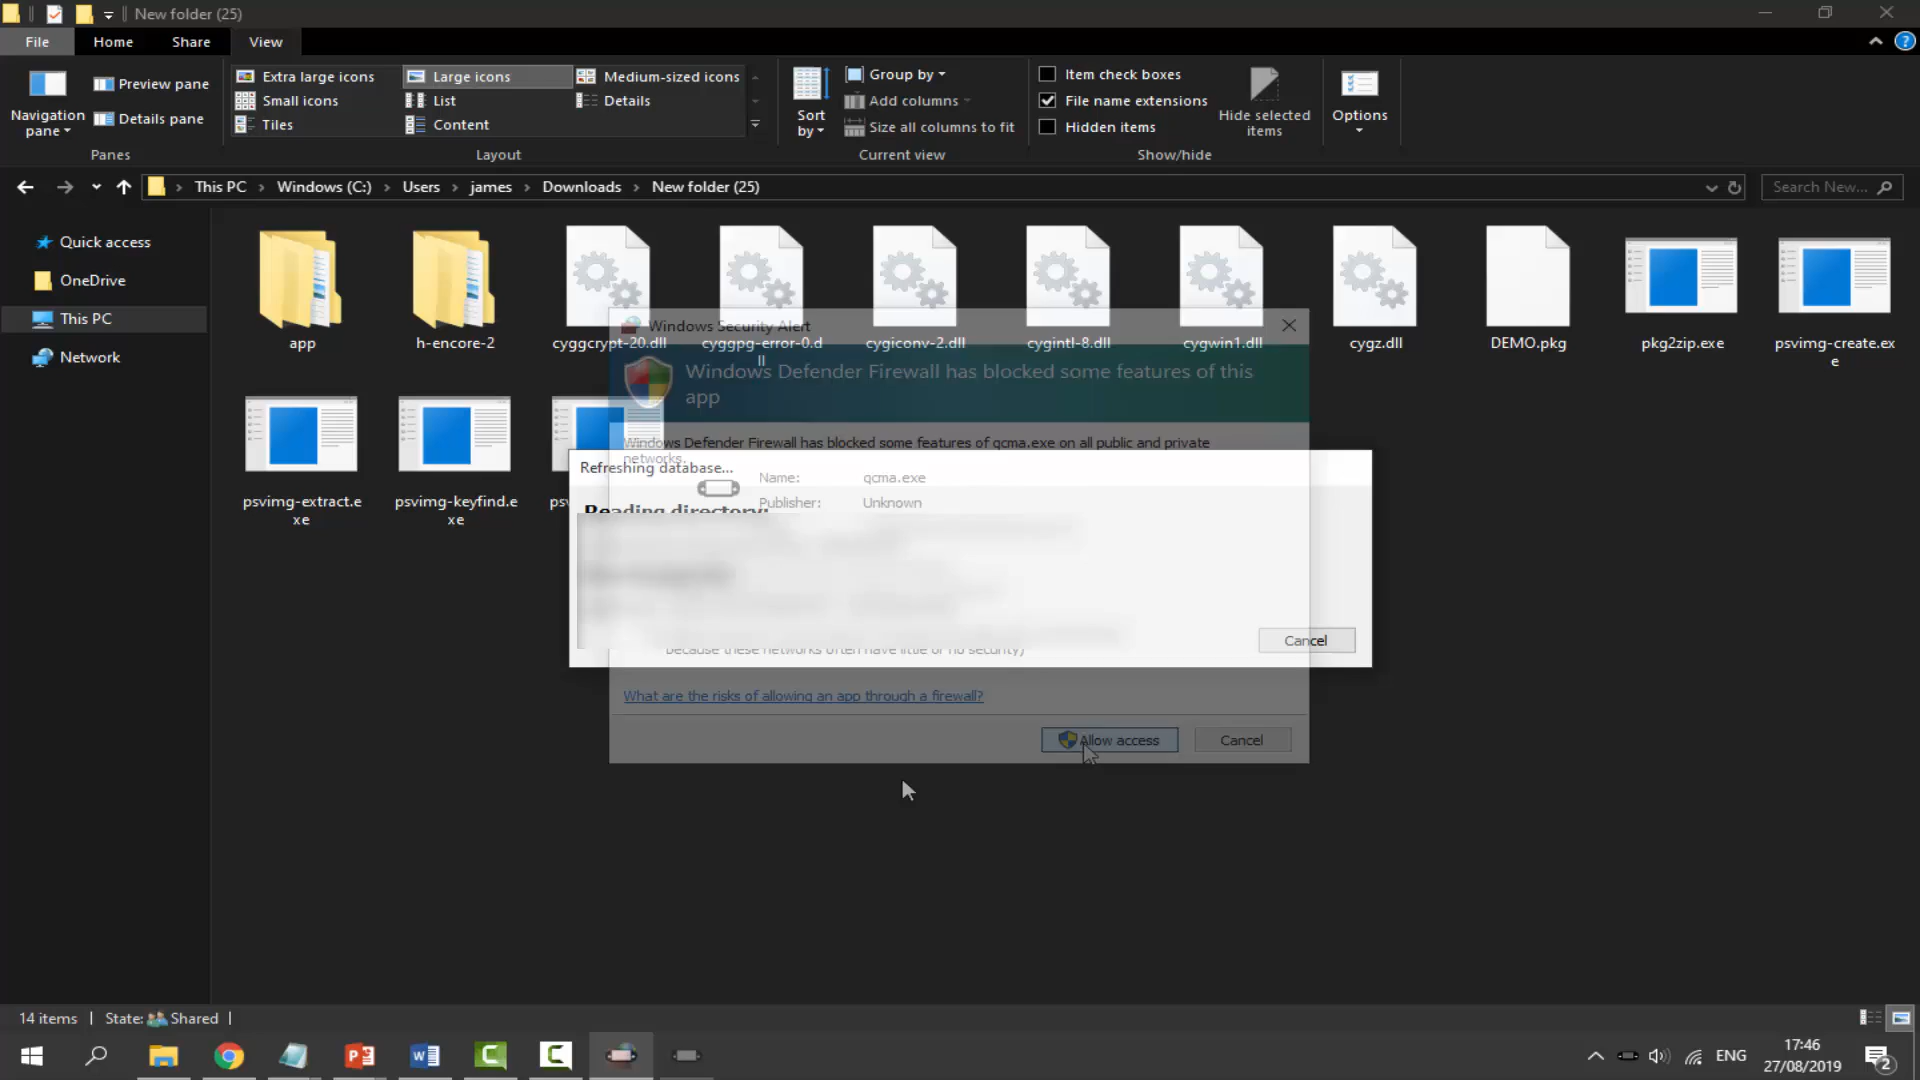 New folder (25)
File
Home
Share
View
Navigation
pane
Preview pane
Details pane
Panes
Extra large icons
Large icons
Medium-sized icons
Small icons
List
Details
Tiles
Content
Layout
Sort
by
Group by
Add columns
Size all columns to fit
Current view
Item check boxes
File name extensions
Hidden items
Hide selected
items
Show/hide
Options
This PC
Windows (C:)
Users
james
Downloads
New folder (25)
Search New...
Quick access
OneDrive
This PC
Network
app
h-encore-2
cyggcrypt-20.dll
cyggpg-error-0.d
ll
cygiconv-2.dll
cygintl-8.dll
cygwin1.dll
cygz.dll
DEMO.pkg
pkg2zip.exe
psvimg-create.ex
e
psvimg-extract.e
xe
psvimg-keyfind.e
xe
Windows Security Alert
Windows Defender Firewall has blocked some features of this
app
Windows Defender Firewall has blocked some features of qcma.exe on all public and private
networks.
Name:
qcma.exe
Publisher:
Unknown
Refreshing database...
Reading directory:
Cancel
because these networks often have little or no security)
What are the risks of allowing an app through a firewall?
Allow access
Cancel
14 items
State:
Shared
ENG
17:46
27/08/2019
2